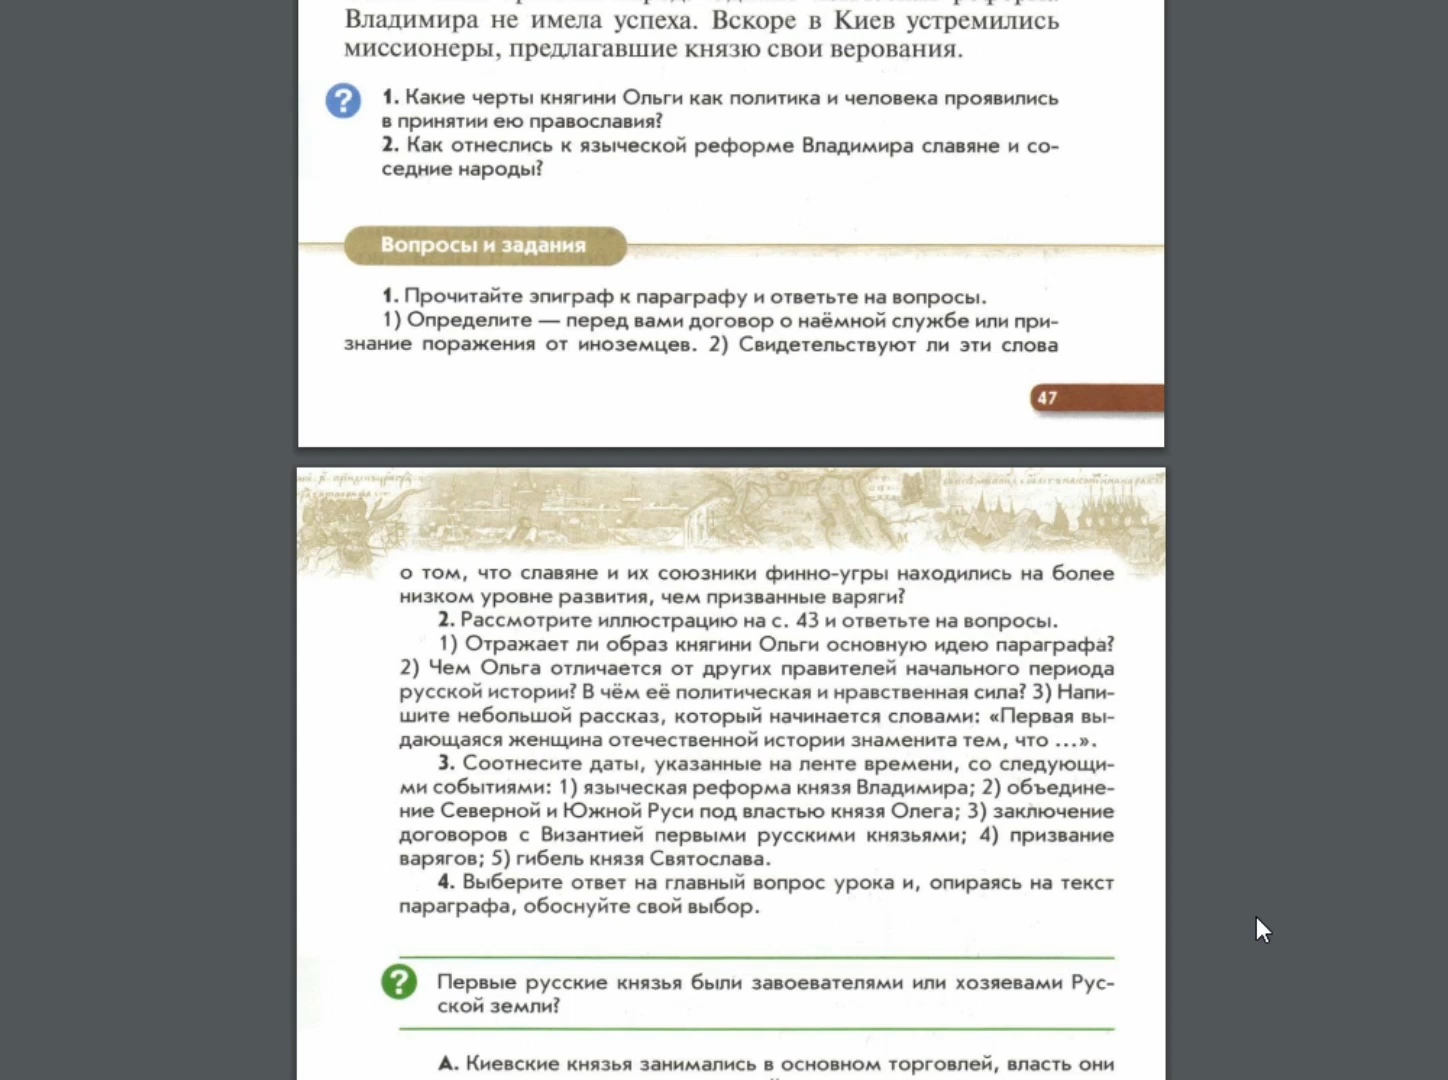 Владимира не имела успеха. Вскоре в Киев устремились
миссионеры, предлагавшие князю свои верования.
?
1. Какие черты княгини Ольги как политика и человека проявились
в принятии ею православия?
2. Как отнеслись к языческой реформе Владимира славяне и со-
седние народы?
Вопросы и задания
1. Прочитайте эпиграф к параграфу и ответьте на вопросы.
1) Определите — перед вами договор о наёмной службе или при-
знание поражения от иноземцев. 2) Свидетельствуют ли эти слова
47
о том, что славяне и их союзники финно-угры находились на более
низком уровне развития, чем призванные варяги?
2. Рассмотрите иллюстрацию на с. 43 и ответьте на вопросы.
1) Отражает ли образ княгини Ольги основную идею параграфа?
2) Чем Ольга отличается от других правителей начального периода
русской истории? В чём её политическая и нравственная сила? 3) Напи-
шите небольшой рассказ, который начинается словами: «Первая вы-
дающаяся женщина отечественной истории знаменита тем, что ...».
3. Соотнесите даты, указанные на ленте времени, со следующи-
ми событиями: 1) языческая реформа князя Владимира; 2) объедине-
ние Северной и Южной Руси под властью князя Олега; 3) заключение
договоров с Византией первыми русскими князьями; 4) призвание
варягов; 5) гибель князя Святослава.
4. Выберите ответ на главный вопрос урока и, опираясь на текст
параграфа, обоснуйте свой выбор.
?
Первые русские князья были завоевателями или хозяевами Рус-
ской земли?
А. Киевские князья занимались в основном торговлей, власть они